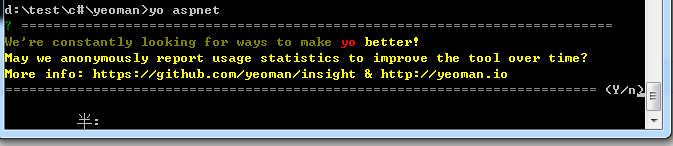 d:\test\c#\yeoman>yo aspnet
? ==========================================================================
We're constantly looking for ways to make yo better!
May we anonymously report usage statistics to improve the tool over time?
More info: https://github.com/yeoman/insight & http://yeoman.io
========================================================================== (Y/n)
半: